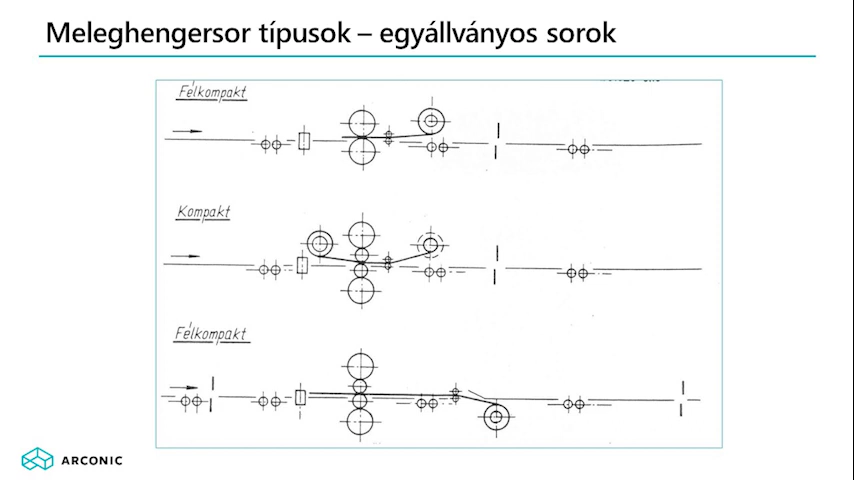 Meleghengersor típusok – egyállványos sorok
Félkompakt
Kompakt
Félkompakt
ARCONIC